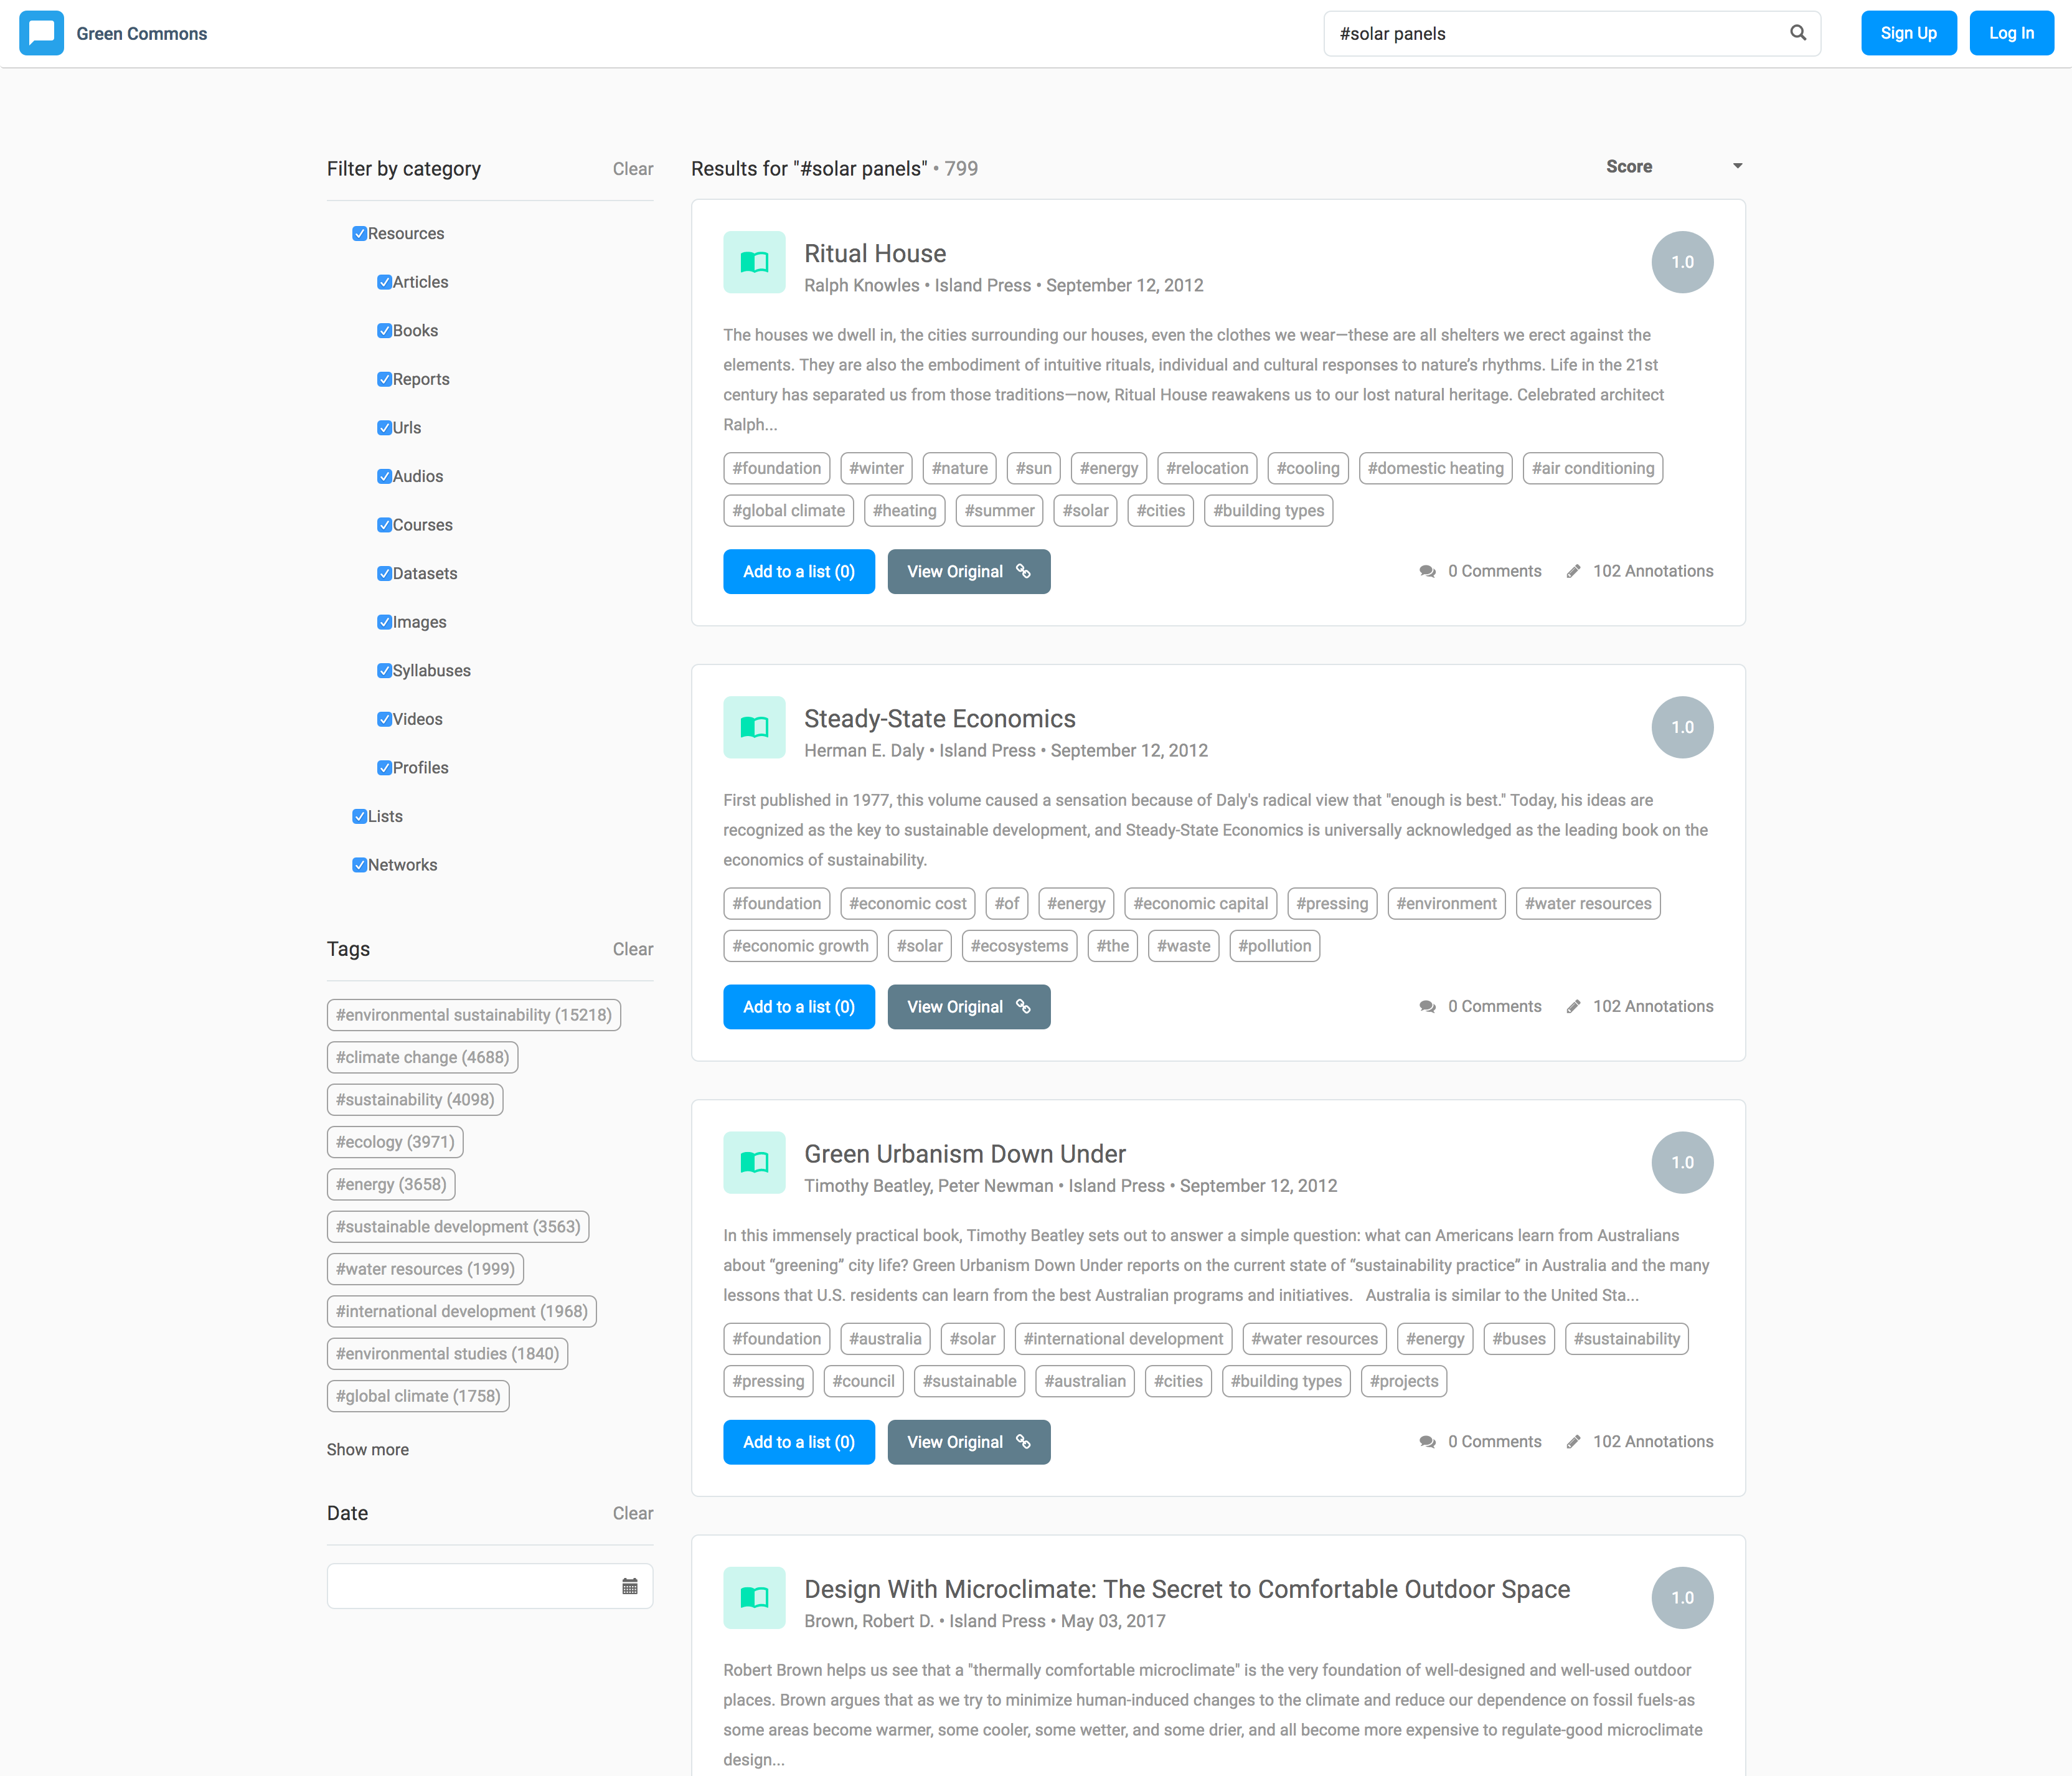 Green Commons
#solar panels
Sign Up
Log In
Filter by category
Clear
Resources
Articles
Books
Reports
Urls
Audios
Courses
Datasets
Images
Syllabuses
Videos
Profiles
Lists
Networks
Tags
Clear
#environmental sustainability (15218)
#climate change (4688)
#sustainability (4098)
#ecology (3971)
#energy (3658)
#sustainable development (3563)
#water resources (1999)
#international development (1968)
#environmental studies (1840)
#global climate (1758)
Show more
Date
Clear
Results for "#solar panels" • 799
Score
Ritual House
1.0
Ralph Knowles • Island Press • September 12, 2012
The houses we dwell in, the cities surrounding our houses, even the clothes we wear—these are all shelters we erect against the
elements. They are also the embodiment of intuitive rituals, individual and cultural responses to nature’s rhythms. Life in the 21st
century has separated us from those traditions—now, Ritual House reawakens us to our lost natural heritage. Celebrated architect
Ralph...
#foundation #winter #nature #sun #energy #relocation #cooling #domestic heating #air conditioning
#global climate #heating #summer #solar #cities #building types
Add to a list (0) View Original 0 Comments 102 Annotations
Steady-State Economics
1.0
Herman E. Daly • Island Press • September 12, 2012
First published in 1977, this volume caused a sensation because of Daly's radical view that "enough is best." Today, his ideas are
recognized as the key to sustainable development, and Steady-State Economics is universally acknowledged as the leading book on the
economics of sustainability.
#foundation #economic cost #of #energy #economic capital #pressing #environment #water resources
#economic growth #solar #ecosystems #the #waste #pollution
Add to a list (0) View Original 0 Comments 102 Annotations
Green Urbanism Down Under
1.0
Timothy Beatley, Peter Newman • Island Press • September 12, 2012
In this immensely practical book, Timothy Beatley sets out to answer a simple question: what can Americans learn from Australians
about “greening” city life? Green Urbanism Down Under reports on the current state of “sustainability practice” in Australia and the many
lessons that U.S. residents can learn from the best Australian programs and initiatives.   Australia is similar to the United Sta...
#foundation #australia #solar #international development #water resources #energy #buses #sustainability
#pressing #council #sustainable #australian #cities #building types #projects
Add to a list (0) View Original 0 Comments 102 Annotations
Design With Microclimate: The Secret to Comfortable Outdoor Space
1.0
Brown, Robert D. • Island Press • May 03, 2017
Robert Brown helps us see that a "thermally comfortable microclimate" is the very foundation of well-designed and well-used outdoor
places. Brown argues that as we try to minimize human-induced changes to the climate and reduce our dependence on fossil fuels-as
some areas become warmer, some cooler, some wetter, and some drier, and all become more expensive to regulate-good microclimate
design...